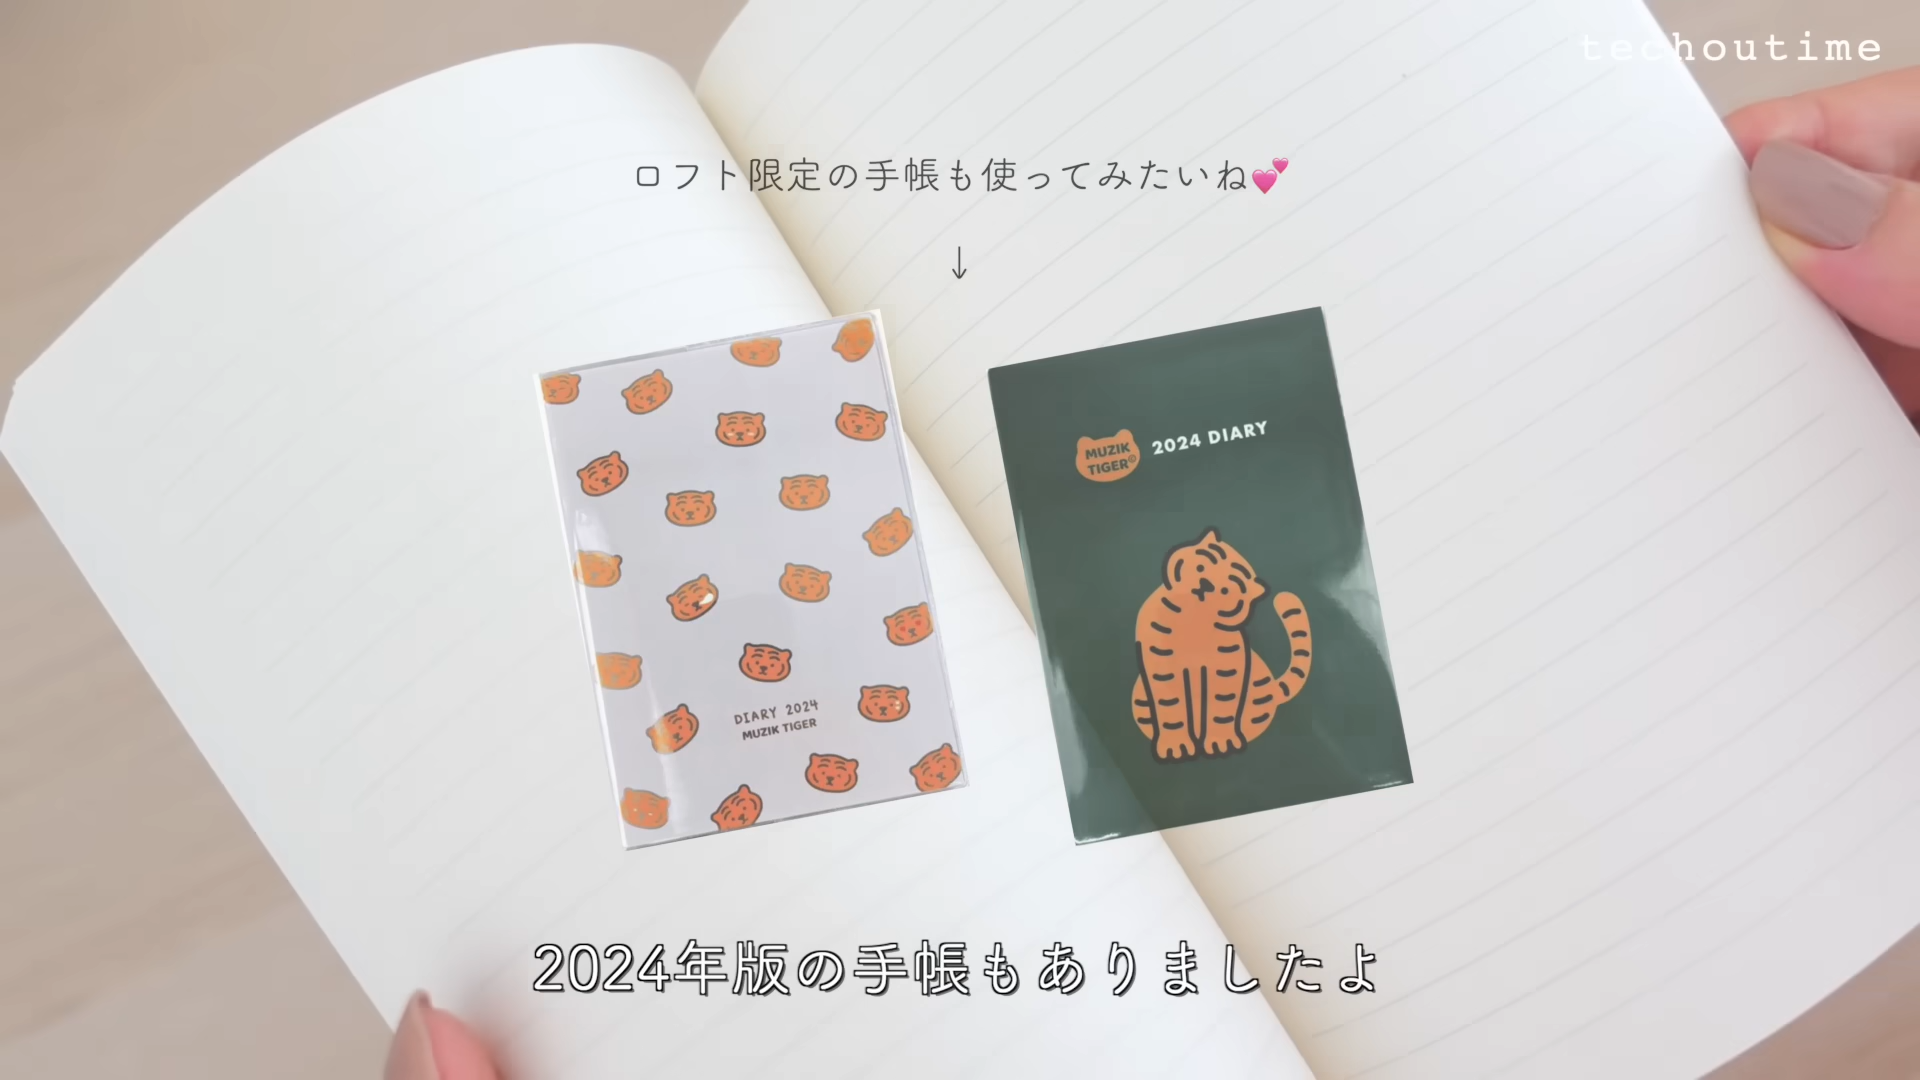 techoutime
ロフト限定の手帳も使ってみたいね💕
↓
MUZIK
TIGER©
2024 DIARY
DIARY 2024
MUZIK TIGER
2024年版の手帳もありましたよ